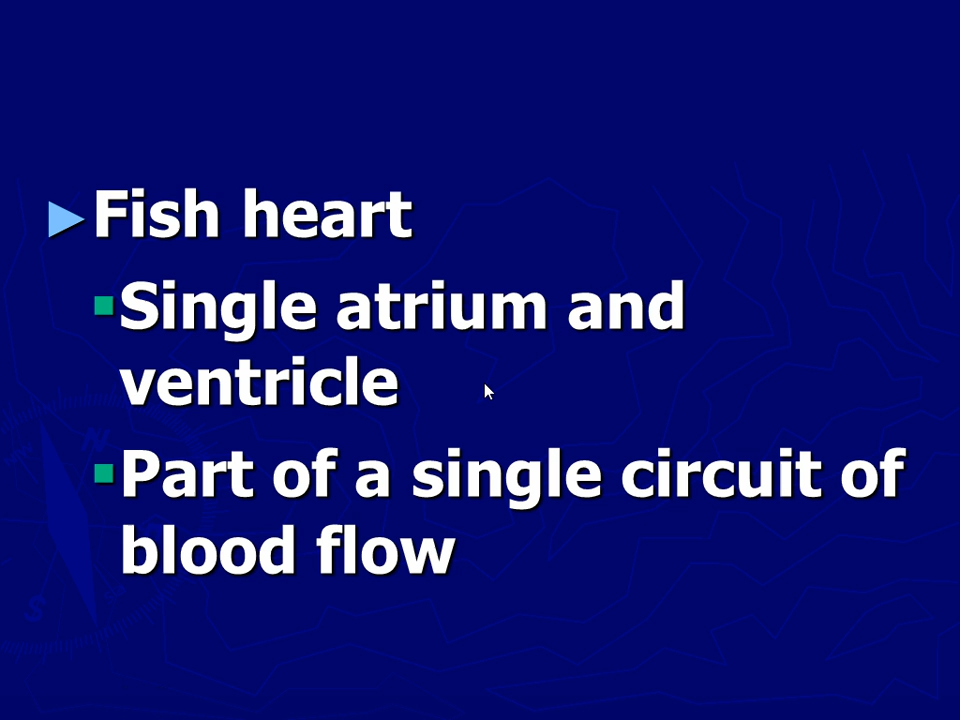 ►Fish heart
▪Single atrium and
ventricle
▪Part of a single circuit of
blood flow
N
S